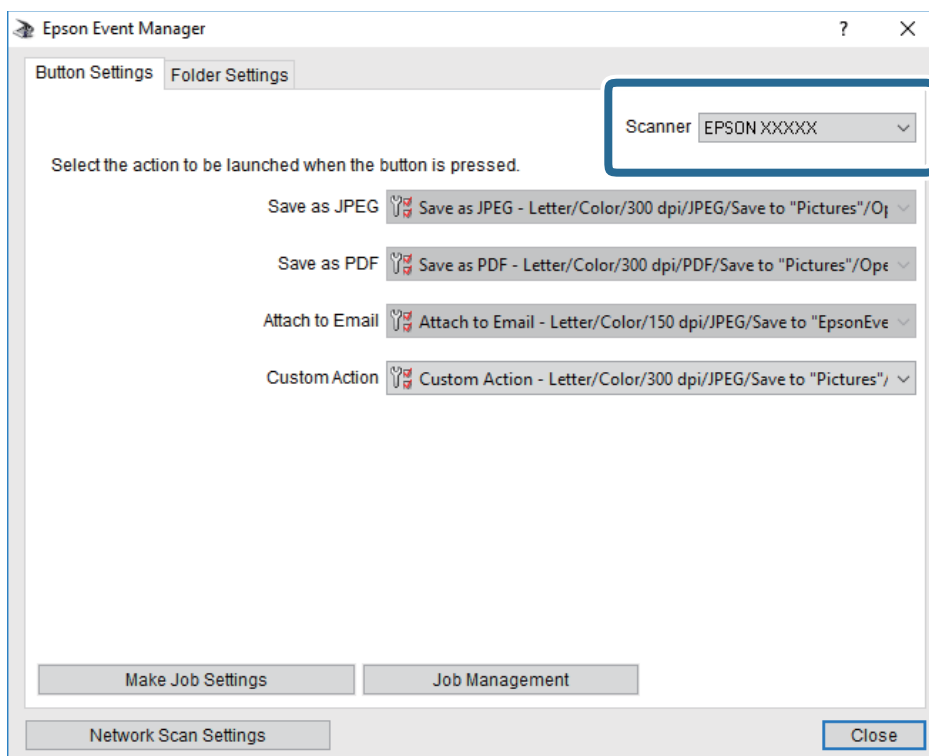 Epson Event Manager
Button Settings Folder Settings
Scanner EPSON XXXXX
Select the action to be launched when the button is pressed.
Save as JPEG Save as JPEG - Letter/Color/300 dpi/JPEG/Save to "Pictures"/Op
Save as PDF Save as PDF - Letter/Color/300 dpi/PDF/Save to "Pictures"/Ope
Attach to Email Attach to Email - Letter/Color/150 dpi/JPEG/Save to "EpsonEve
Custom Action Custom Action - Letter/Color/300 dpi/JPEG/Save to "Pictures"/
Make Job Settings Job Management
Network Scan Settings Close